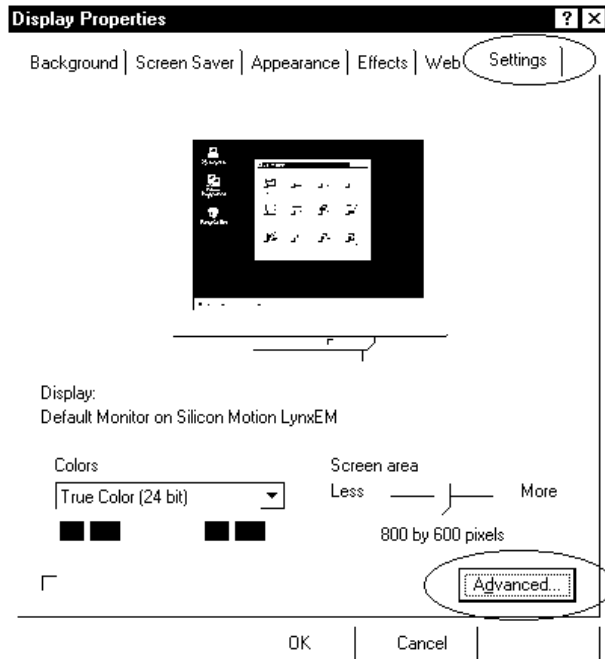 Display Properties ? X
Background Screen Saver Appearance Effects Web Settings
Display:
Default Monitor on Silicon Motion LynxEM
Colors Screen area
True Color (24 bit) Less More
800 by 600 pixels
Advanced...
OK Cancel